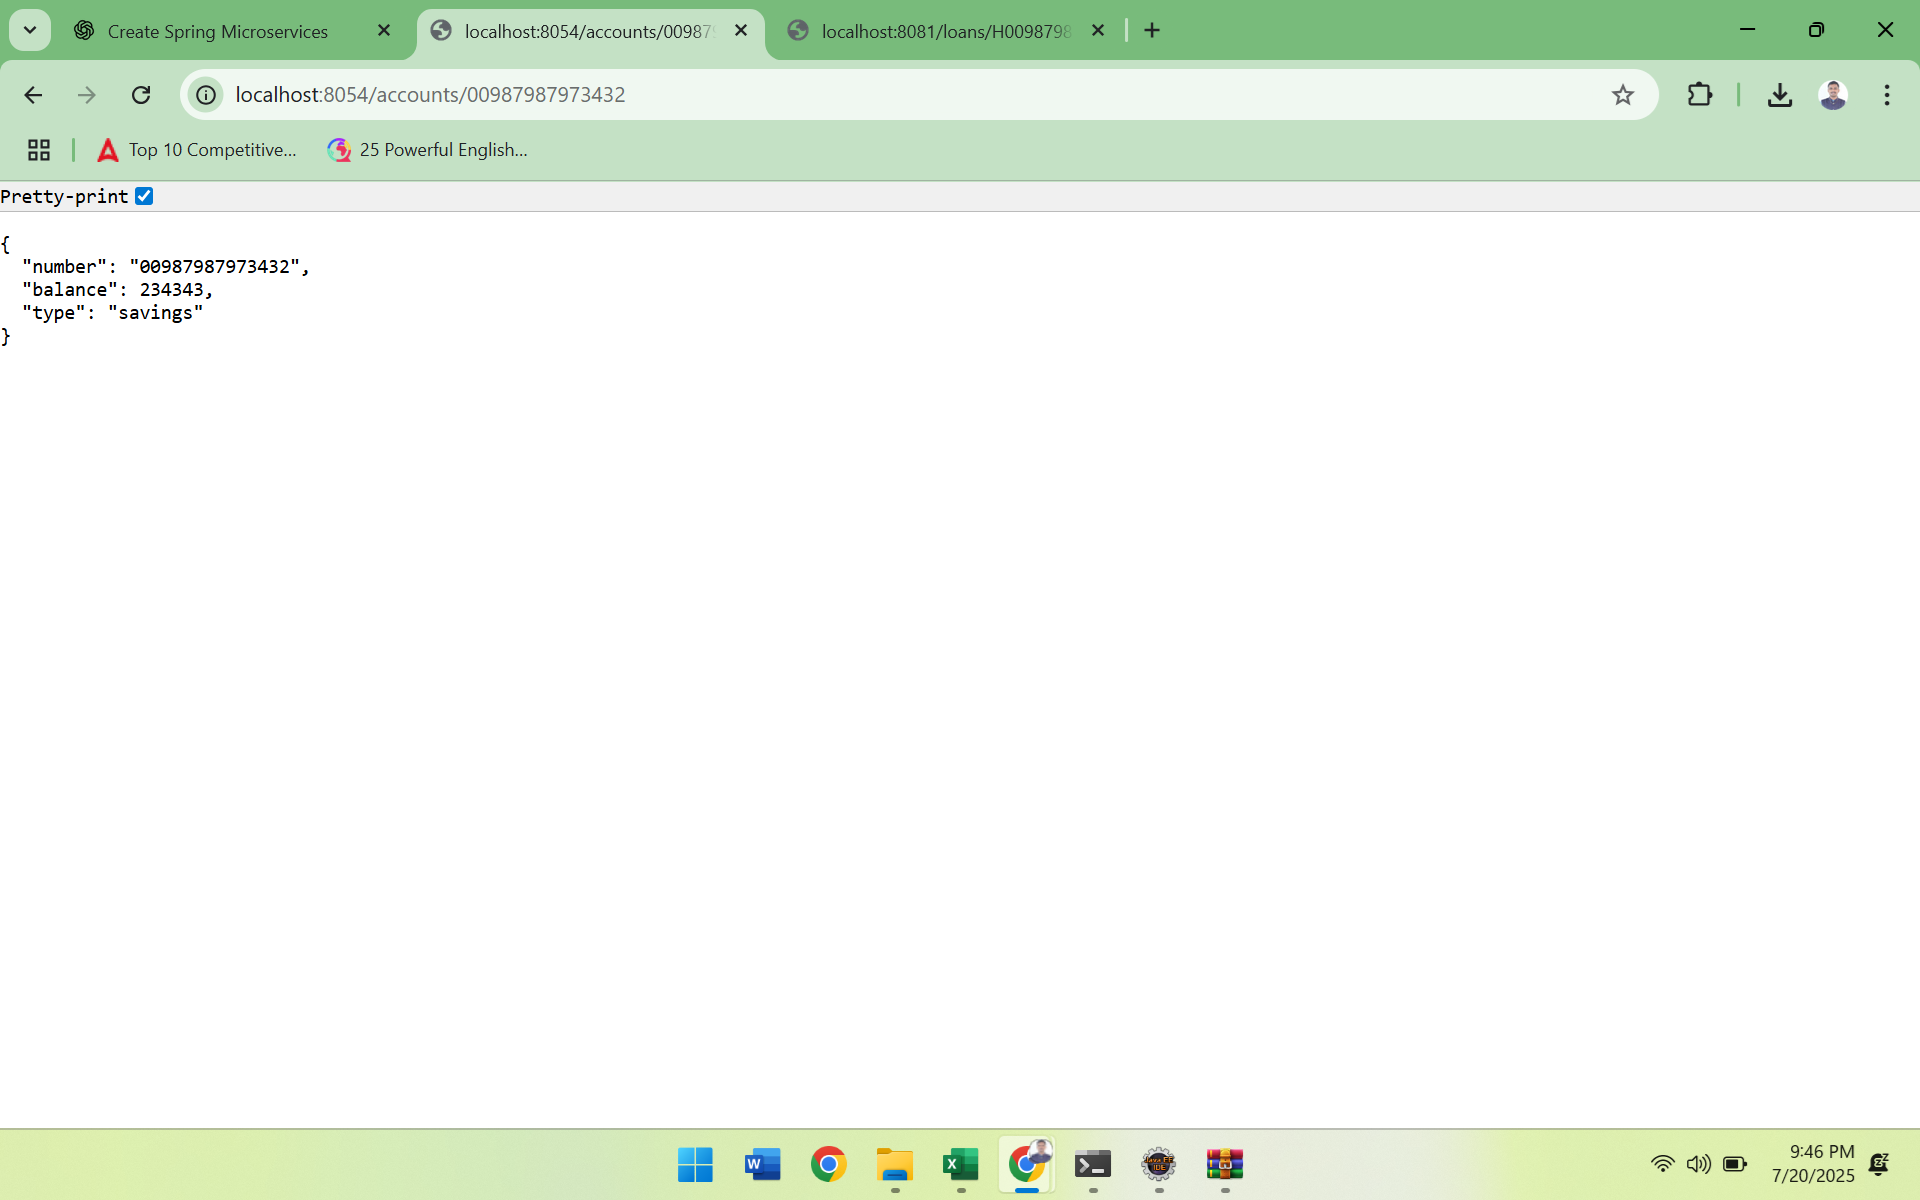 Create Spring Microservices
localhost:8054/accounts/00987
localhost:8081/loans/H0098798
localhost:8054/accounts/00987987973432
Top 10 Competitive...
25 Powerful English...
Pretty-print
{
"number": "00987987973432",
"balance": 234343,
"type": "savings"
}
9:46 PM
7/20/2025